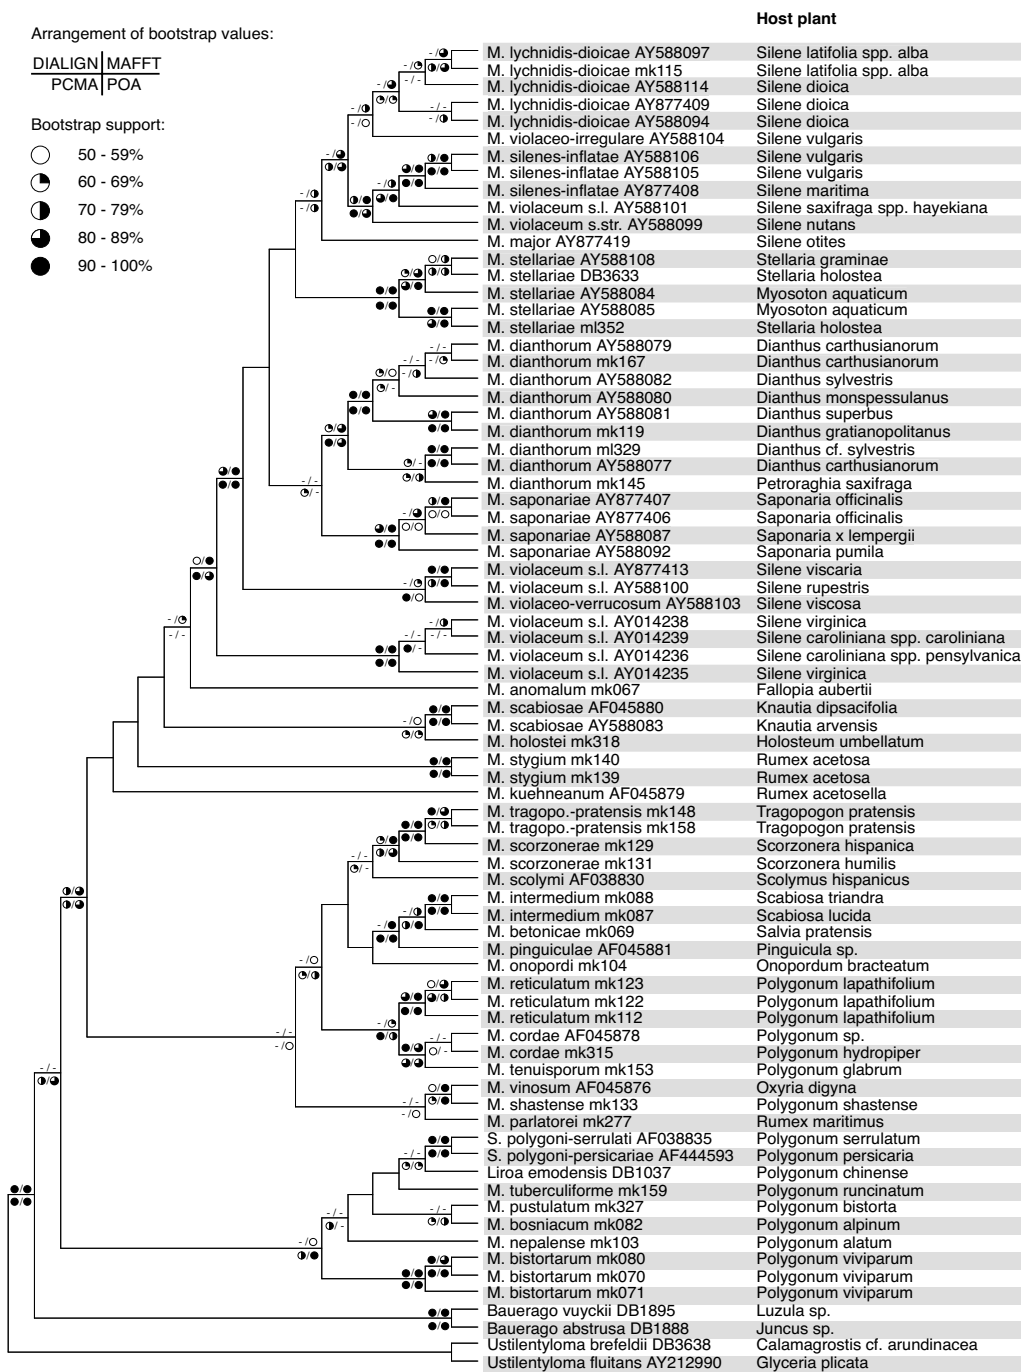 Host plant
Arrangement of bootstrap values:
DIALIGN MAFFT
PCMA POA
Bootstrap support:
50 - 59%
60 - 69%
70 - 79%
80 - 89%
90 - 100%
M. lychnidis-dioicae AY588097 Silene latifolia spp. alba
M. lychnidis-dioicae mk115 Silene latifolia spp. alba
M. lychnidis-dioicae AY588114 Silene dioica
M. lychnidis-dioicae AY877409 Silene dioica
M. lychnidis-dioicae AY588094 Silene dioica
M. violaceo-irregulare AY588104 Silene vulgaris
M. silenes-inflatae AY588106 Silene vulgaris
M. silenes-inflatae AY588105 Silene vulgaris
M. silenes-inflatae AY877408 Silene maritima
M. violaceum s.l. AY588101 Silene saxifraga spp. hayekiana
M. violaceum s.str. AY588099 Silene nutans
M. major AY877419 Silene otites
M. stellariae AY588108 Stellaria graminae
M. stellariae DB3633 Stellaria holostea
M. stellariae AY588084 Myosoton aquaticum
M. stellariae AY588085 Myosoton aquaticum
M. stellariae ml352 Stellaria holostea
M. dianthorum AY588079 Dianthus carthusianorum
M. dianthorum mk167 Dianthus carthusianorum
M. dianthorum AY588082 Dianthus sylvestris
M. dianthorum AY588080 Dianthus monspessulanus
M. dianthorum AY588081 Dianthus superbus
M. dianthorum mk119 Dianthus gratianopolitanus
M. dianthorum ml329 Dianthus cf. sylvestris
M. dianthorum AY588077 Dianthus carthusianorum
M. dianthorum mk145 Petroraghia saxifraga
M. saponariae AY877407 Saponaria officinalis
M. saponariae AY877406 Saponaria officinalis
M. saponariae AY588087 Saponaria x lempergii
M. saponariae AY588092 Saponaria pumila
M. violaceum s.l. AY877413 Silene viscaria
M. violaceum s.l. AY588100 Silene rupestris
M. violaceo-verrucosum AY588103 Silene viscosa
M. violaceum s.l. AY014238 Silene virginica
M. violaceum s.l. AY014239 Silene caroliniana spp. caroliniana
M. violaceum s.l. AY014236 Silene caroliniana spp. pensylvanica
M. violaceum s.l. AY014235 Silene virginica
M. anomalum mk067 Fallopia aubertii
M. scabiosae AF045880 Knautia dipsacifolia
M. scabiosae AY588083 Knautia arvensis
M. holostei mk318 Holosteum umbellatum
M. stygium mk140 Rumex acetosa
M. stygium mk139 Rumex acetosa
M. kuehneanum AF045879 Rumex acetosella
M. tragopo.-pratensis mk148 Tragopogon pratensis
M. tragopo.-pratensis mk158 Tragopogon pratensis
M. scorzonerae mk129 Scorzonera hispanica
M. scorzonerae mk131 Scorzonera humilis
M. scolymi AF038830 Scolymus hispanicus
M. intermedium mk088 Scabiosa triandra
M. intermedium mk087 Scabiosa lucida
M. betonicae mk069 Salvia pratensis
M. pinguiculae AF045881 Pinguicula sp.
M. onopordi mk104 Onopordum bracteatum
M. reticulatum mk123 Polygonum lapathifolium
M. reticulatum mk122 Polygonum lapathifolium
M. reticulatum mk112 Polygonum lapathifolium
M. cordae AF045878 Polygonum sp.
M. cordae mk315 Polygonum hydropiper
M. tenuisporum mk153 Polygonum glabrum
M. vinosum AF045876 Oxyria digyna
M. shastense mk133 Polygonum shastense
M. parlatorei mk277 Rumex maritimus
S. polygoni-serrulati AF038835 Polygonum serrulatum
S. polygoni-persicariae AF444593 Polygonum persicaria
Liroa emodensis DB1037 Polygonum chinense
M. tuberculiforme mk159 Polygonum runcinatum
M. pustulatum mk327 Polygonum bistorta
M. bosniacum mk082 Polygonum alpinum
M. nepalense mk103 Polygonum alatum
M. bistortarum mk080 Polygonum viviparum
M. bistortarum mk070 Polygonum viviparum
M. bistortarum mk071 Polygonum viviparum
Bauerago vuyckii DB1895 Luzula sp.
Bauerago abstrusa DB1888 Juncus sp.
Ustilentyloma brefeldii DB3638 Calamagrostis cf. arundinacea
Ustilentyloma fluitans AY212990 Glyceria plicata